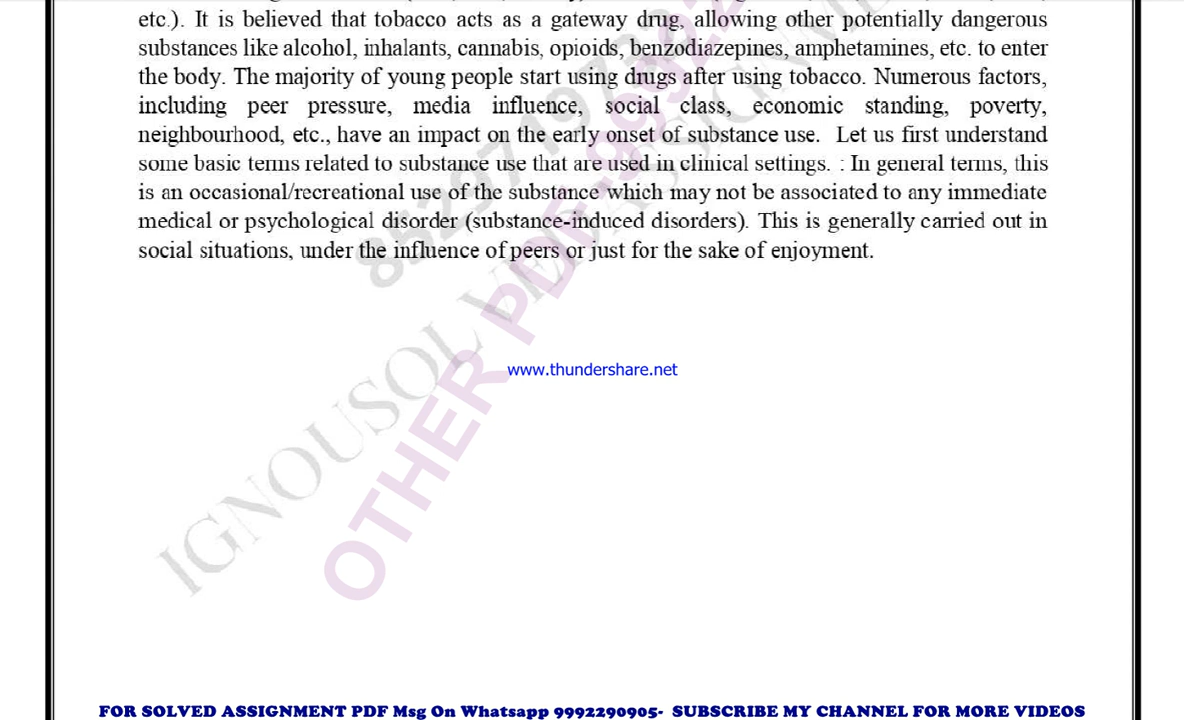 etc.). It is believed that tobacco acts as a gateway drug, allowing other potentially dangerous
substances like alcohol, inhalants, cannabis, opioids, benzodiazepines, amphetamines, etc. to enter
the body. The majority of young people start using drugs after using tobacco. Numerous factors,
including peer pressure, media influence, social class, economic standing, poverty,
neighbourhood, etc., have an impact on the early onset of substance use. Let us first understand
some basic terms related to substance use that are used in clinical settings. : In general terms, this
is an occasional/recreational use of the substance which may not be associated to any immediate
medical or psychological disorder (substance-induced disorders). This is generally carried out in
social situations, under the influence of peers or just for the sake of enjoyment.
www.thundershare.net
IGNOUSOL
OTHER PDF-
FOR SOLVED ASSIGNMENT PDF Msg On Whatsapp 9992290905- SUBSCRIBE MY CHANNEL FOR MORE VIDEOS